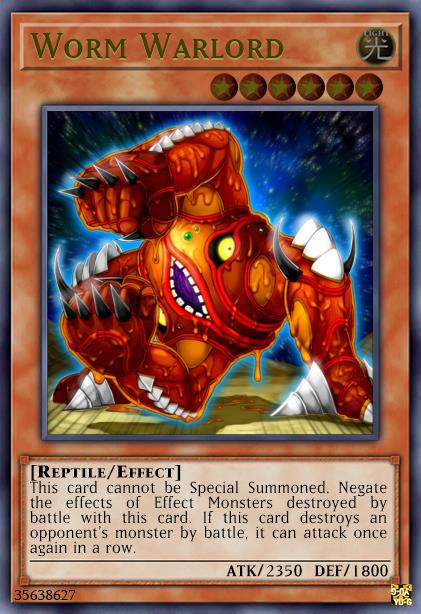 WORM WARLORD
LIGHT
光
[REPTILE/EFFECT]
This card cannot be Special Summoned. Negate
the effects of Effect Monsters destroyed by
battle with this card. If this card destroys an
opponent's monster by battle, it can attack once
again in a row.
ATK/2350 DEF/1800
35638627